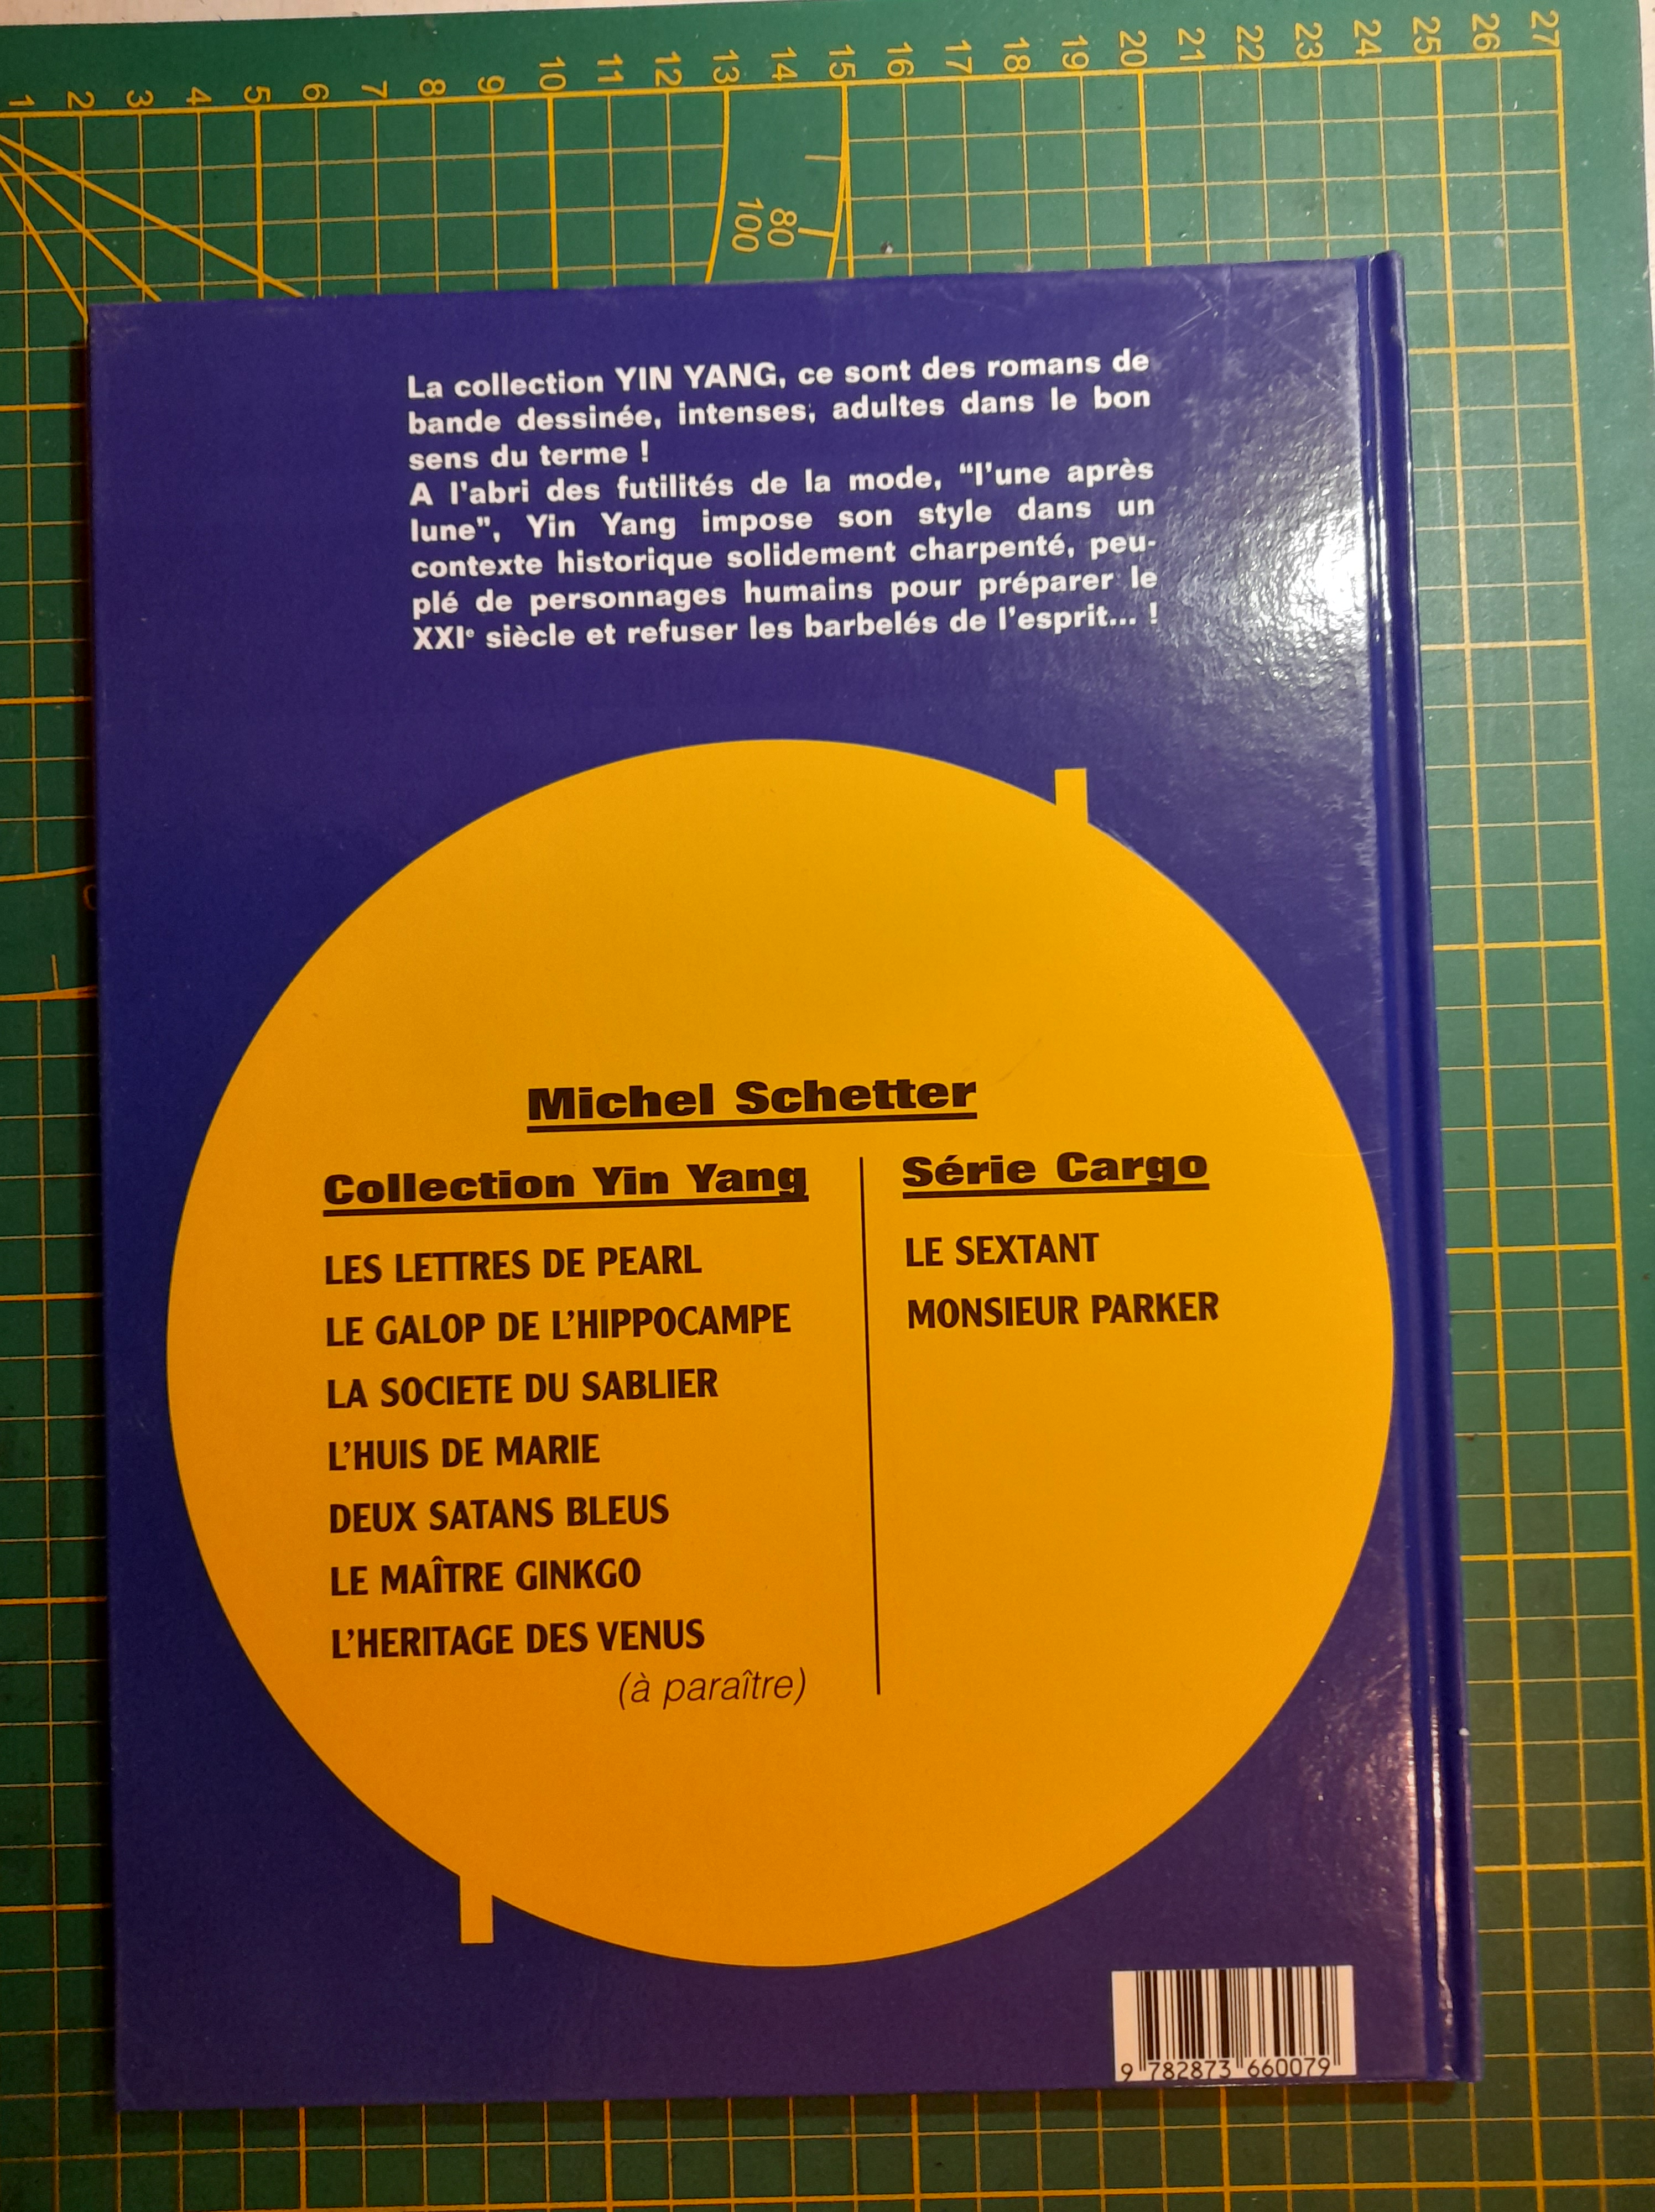 1 2 3 4 5 6 7 8 9 10 11 12 13 14 15 16 17 18 19 20 21 22 23 24 25 26 27
80
100
La collection YIN YANG, ce sont des romans de
bande dessinée, intenses, adultes dans le bon
sens du terme !
A l'abri des futilités de la mode, “l’une après
lune", Yin Yang impose son style dans un
contexte historique solidement charpenté, peu-
plé de personnages humains pour préparer le
XXIᵉ siècle et refuser les barbelés de l’esprit... !
Michel Schetter
Collection Yin Yang
LES LETTRES DE PEARL
LE GALOP DE L’HIPPOCAMPE
LA SOCIETE DU SABLIER
L’HUIS DE MARIE
DEUX SATANS BLEUS
LE MAÎTRE GINKGO
L’HERITAGE DES VENUS
(à paraître)
Série Cargo
LE SEXTANT
MONSIEUR PARKER
9 782873 660079